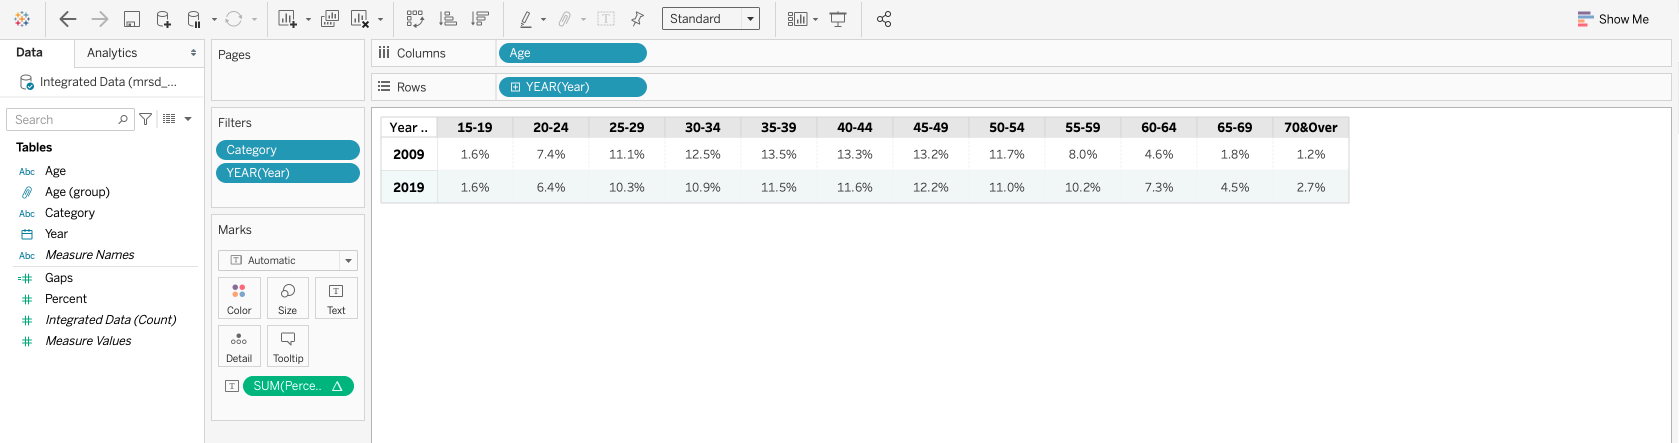 Standard
Show Me
Data
Analytics
Pages
Columns
Age
Integrated Data (mrsd_...
Rows
YEAR(Year)
Search
Filters
Category
YEAR(Year)
Tables
Abc Age
Age (group)
Abc Category
Year
Abc Measure Names
Gaps
Percent
Integrated Data (Count)
Measure Values
Marks
T Automatic
Color
Size
T
Text
Detail
Tooltip
T SUM(Perce.. Δ
Year .. 15-19 20-24 25-29 30-34 35-39 40-44 45-49 50-54 55-59 60-64 65-69 70&Over
2009 1.6% 7.4% 11.1% 12.5% 13.5% 13.3% 13.2% 11.7% 8.0% 4.6% 1.8% 1.2%
2019 1.6% 6.4% 10.3% 10.9% 11.5% 11.6% 12.2% 11.0% 10.2% 7.3% 4.5% 2.7%